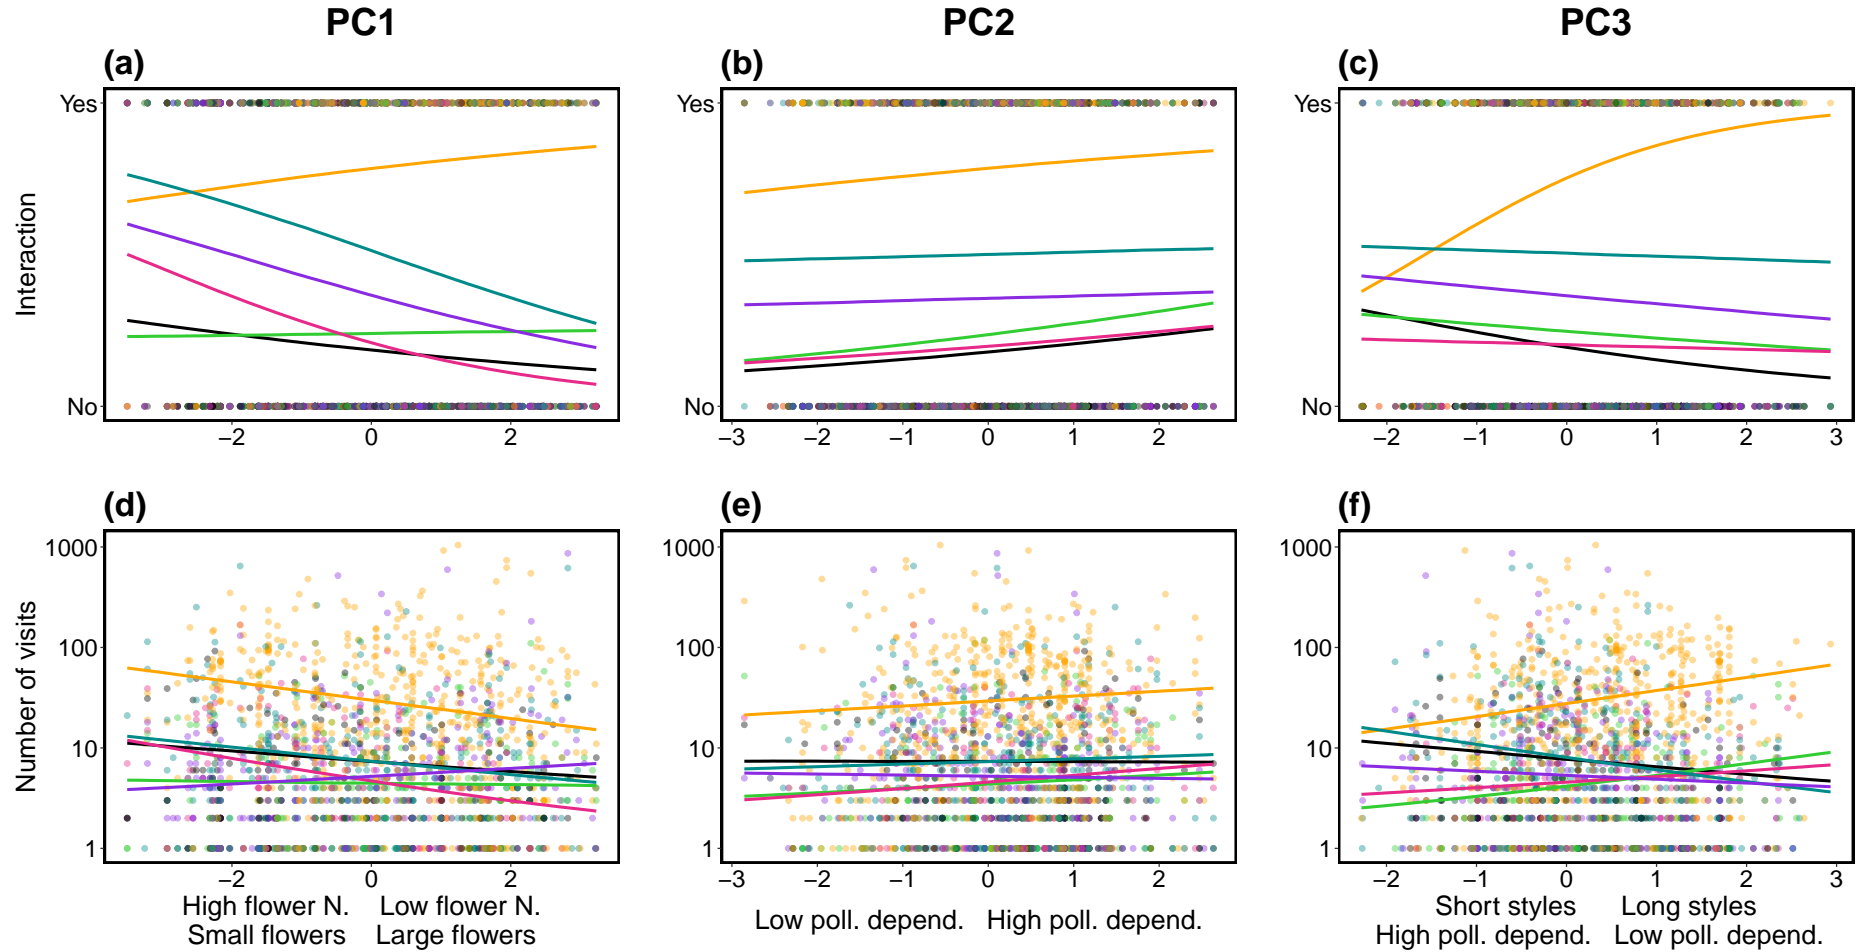 PC1 PC2 PC3
(a) (b) (c)
Yes Yes Yes
Interaction
No No No
−2 0 2 −3 −2 −1 0 1 2 −2 −1 0 1 2 3
(d) (e) (f)
1000 1000 1000
100 100 100
Number of visits
10 10 10
1 1 1
−2 0 2 −3 −2 −1 0 1 2 −2 −1 0 1 2 3
High flower N. Low flower N.
Small flowers Large flowers
Low poll. depend. High poll. depend.
Short styles Long styles
High poll. depend. Low poll. depend.